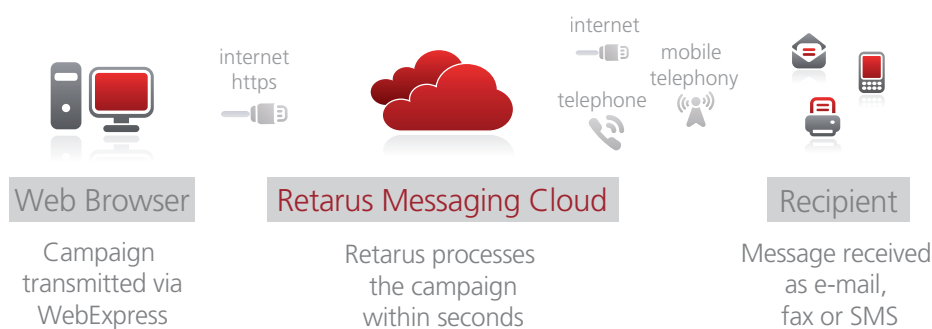 internet
https
internet
mobile
telephony
telephone
Web Browser
Retarus Messaging Cloud
Recipient
Campaign
transmitted via
WebExpress
Retarus processes
the campaign
within seconds
Message received
as e-mail,
fax or SMS